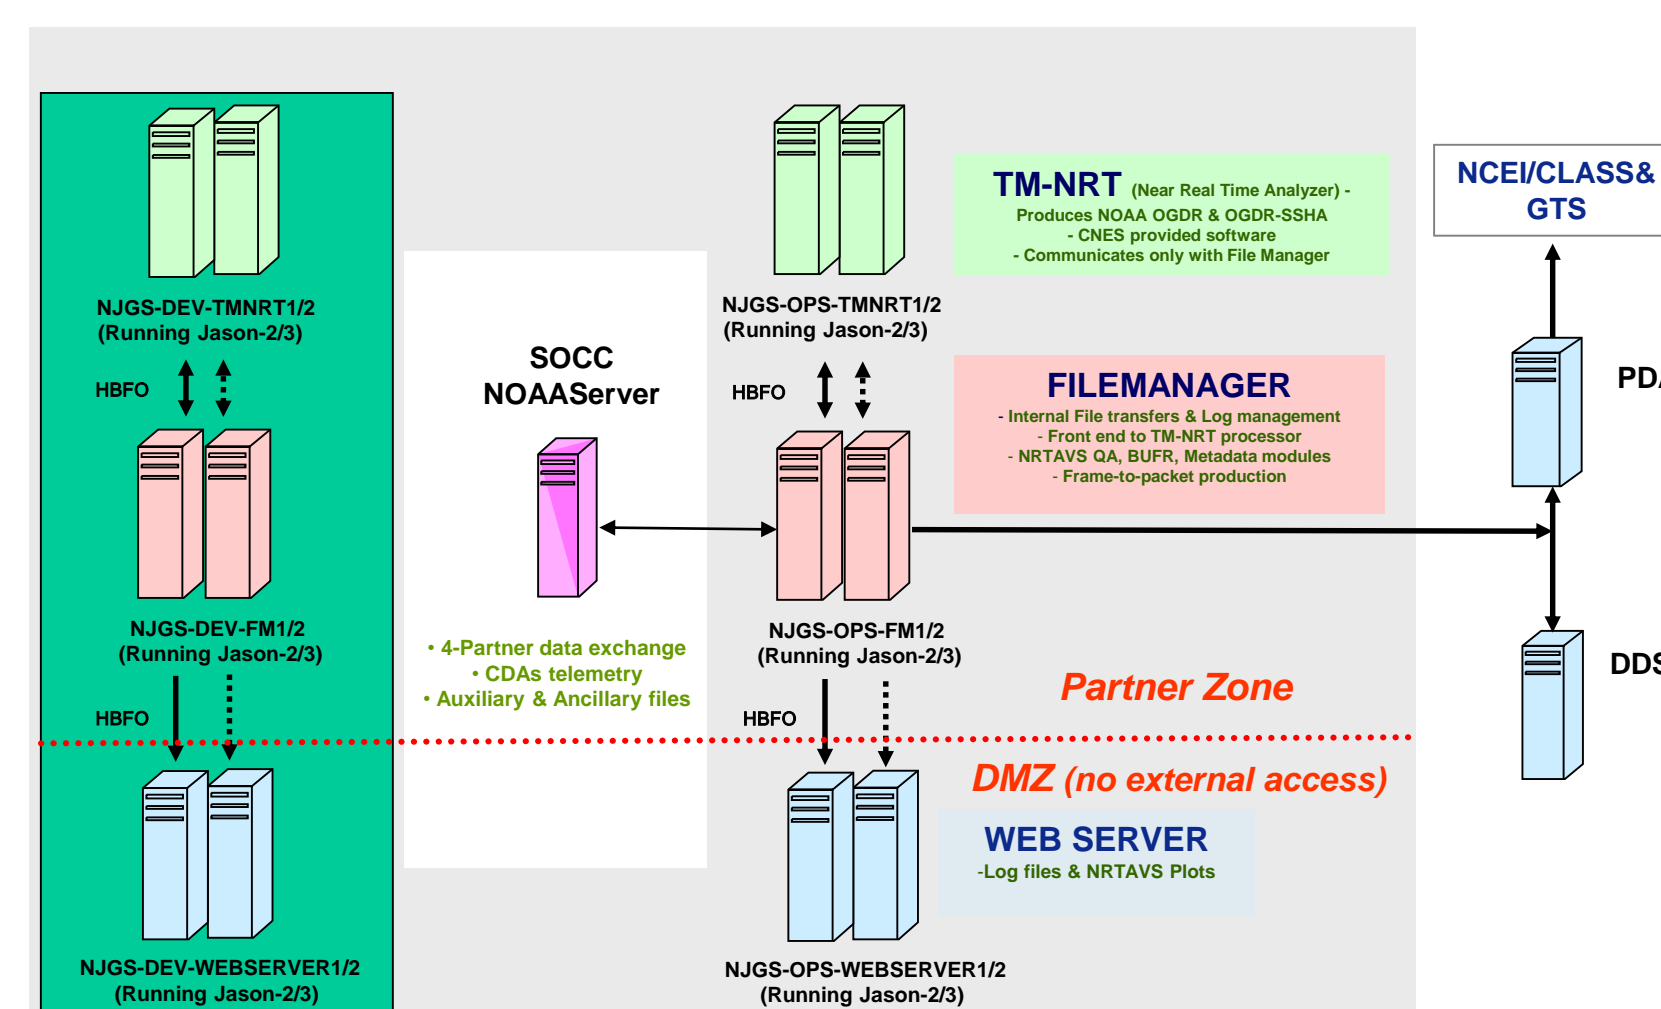 NJGS-DEV-TMNRT1/2
(Running Jason-2/3)
HBFO
NJGS-DEV-FM1/2
(Running Jason-2/3)
HBFO
NJGS-DEV-WEBSERVER1/2
(Running Jason-2/3)
SOCC
NOAAServer
• 4-Partner data exchange
• CDAs telemetry
• Auxiliary & Ancillary files
NJGS-OPS-TMNRT1/2
(Running Jason-2/3)
HBFO
NJGS-OPS-FM1/2
(Running Jason-2/3)
HBFO
NJGS-OPS-WEBSERVER1/2
(Running Jason-2/3)
TM-NRT (Near Real Time Analyzer) -
Produces NOAA OGDR & OGDR-SSHA
- CNES provided software
- Communicates only with File Manager
FILEMANAGER
- Internal File transfers & Log management
- Front end to TM-NRT processor
- NRTAVS QA, BUFR, Metadata modules
- Frame-to-packet production
Partner Zone
DMZ (no external access)
WEB SERVER
-Log files & NRTAVS Plots
NCEI/CLASS&
GTS